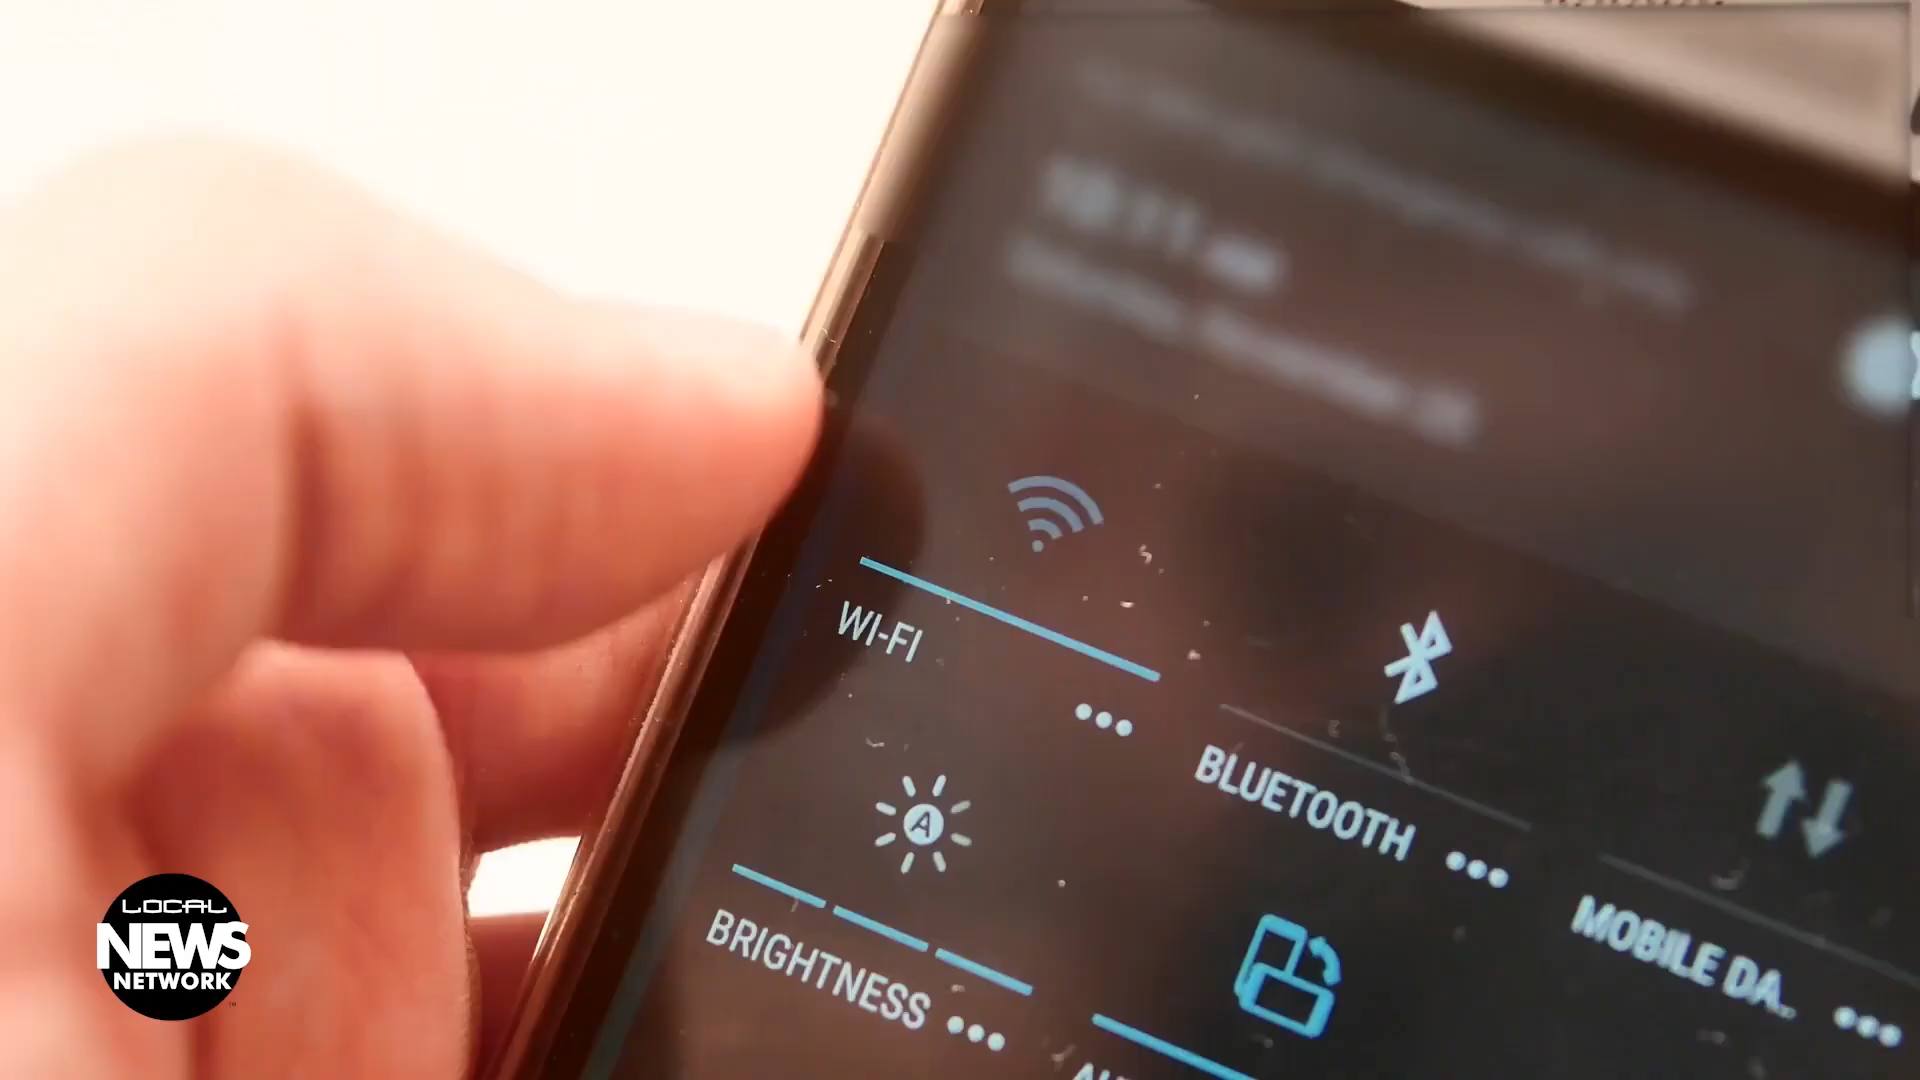 WI-FI
BLUETOOTH
MOBILE DA..
A
BRIGHTNESS
LOCAL
NEWS
NETWORK